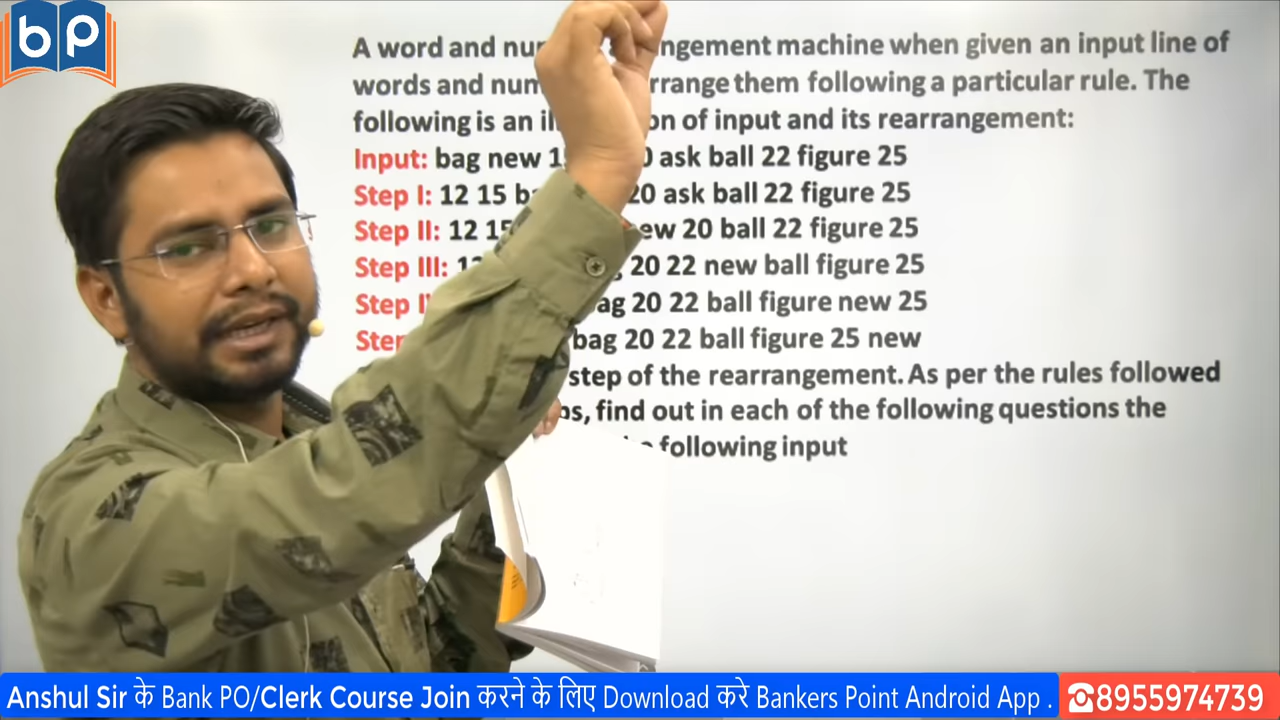 bp
A word and ngement machine when given an input line of
words and num rrange them following a particular rule. The
following is an il on of input and its rearrangement:
Input: bag new 1 0 ask ball 22 figure 25
Step I: 12 15 b 20 ask ball 22 figure 25
Step II: 12 15 ew 20 ball 22 figure 25
Step III: 20 22 new ball figure 25
Step ag 20 22 ball figure new 25
bag 20 22 ball figure 25 new
step of the rearrangement. As per the rules followed
find out in each of the following questions the
following input
Anshul Sir के Bank PO/Clerk Course Join करने के लिए Download करे Bankers Point Android App . ☎8955974739